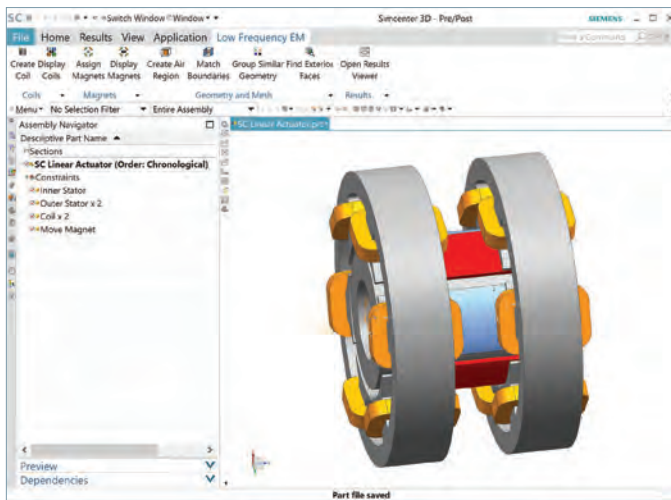 SC Switch Window Window Simcenter 3D - Pre/Post SIEMENS
File Home Results View Application Low Frequency EM
Create Display Assign Display Create Air Match Group Similar Find Exterior Open Results
Coil Coils Magnets Magnets Region Boundaries Geometry Faces Viewer
Coils Magnets Geometry and Mesh Results
Menu No Selection Filter Entire Assembly
Assembly Navigator SC Linear Actuator.prt
Descriptive Part Name
Sections
SC Linear Actuator (Order: Chronological)
Constraints
Inner Stator
Outer Stator x 2
Coil x 2
Move Magnet
Preview
Dependencies
Part file saved